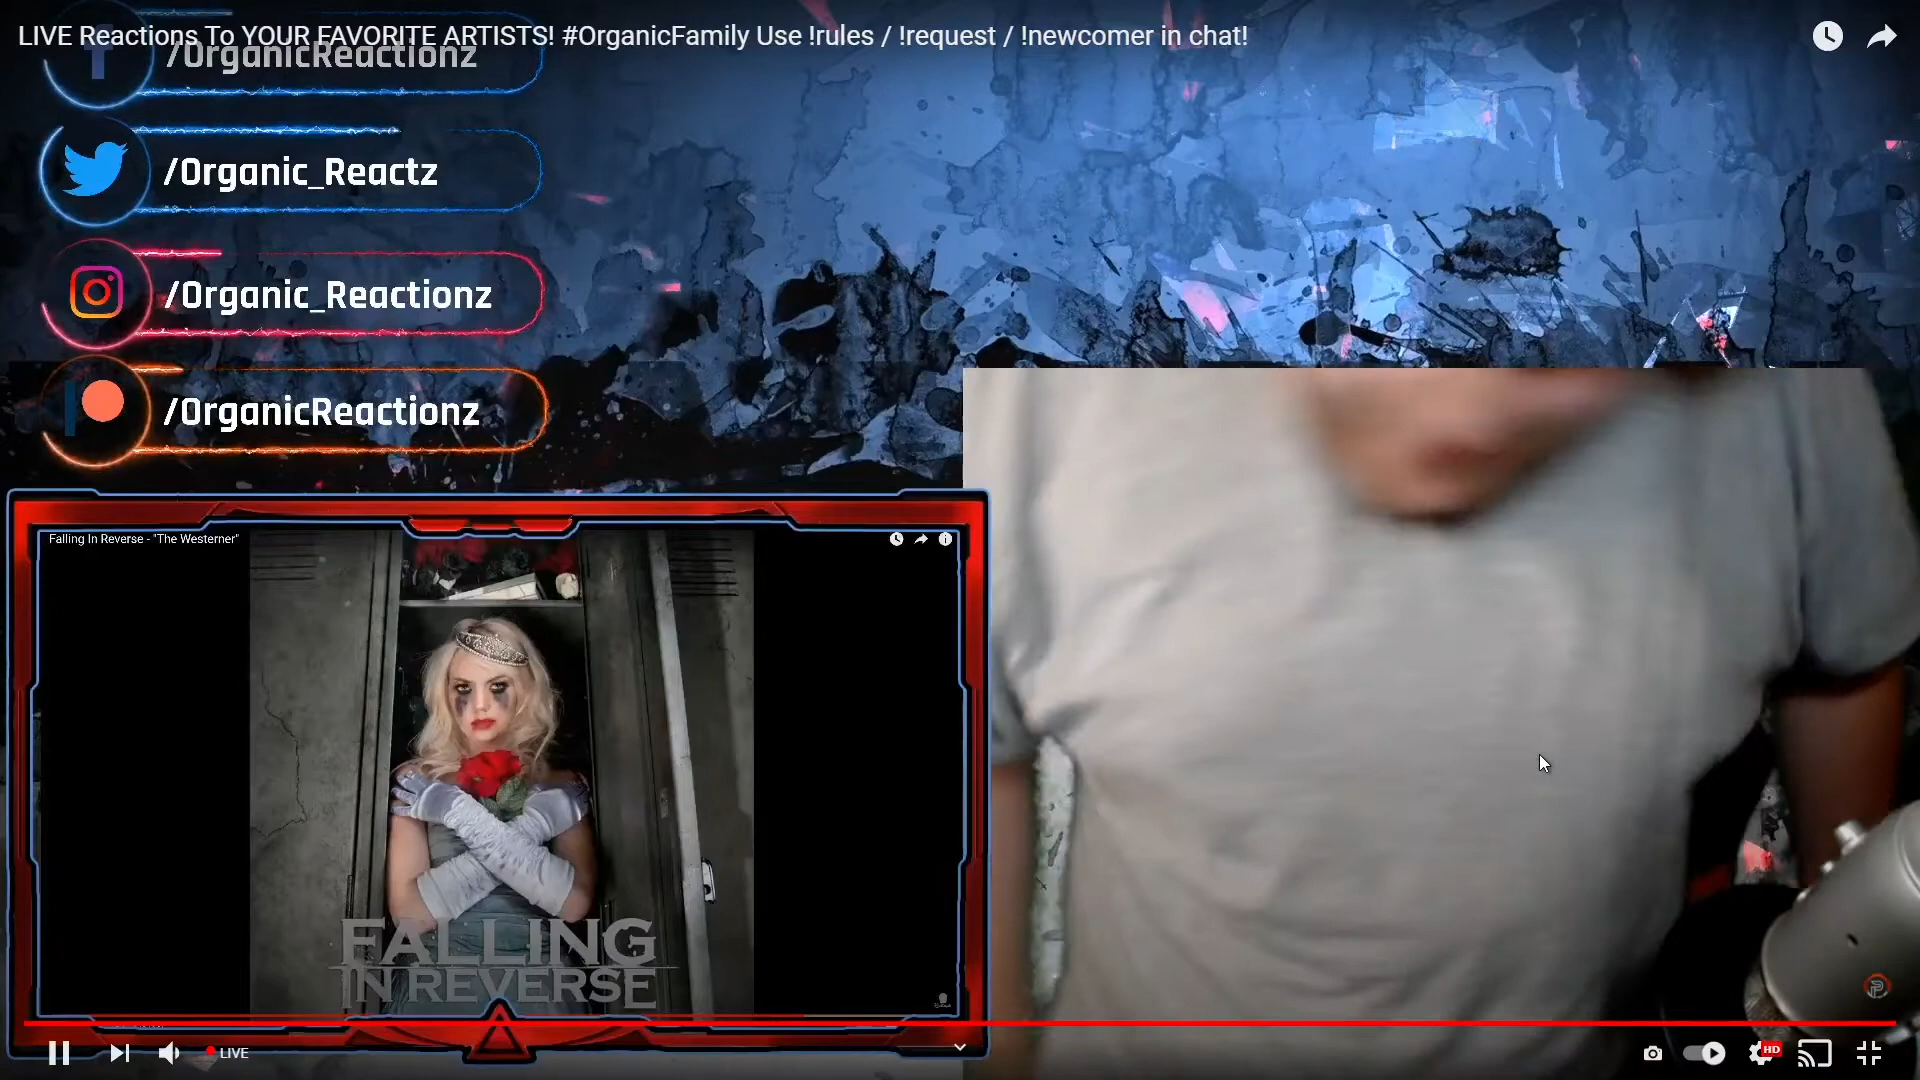 LIVE Reactions To YOUR FAVORITE ARTISTS! #OrganicFamily Use !rules / !request / !newcomer in chat!
/OrganicReactionz
/Organic_Reactz
/Organic_Reactionz
/OrganicReactionz
Falling In Reverse - "The Westerner"
FALLING
IN REVERSE
LIVE
HD